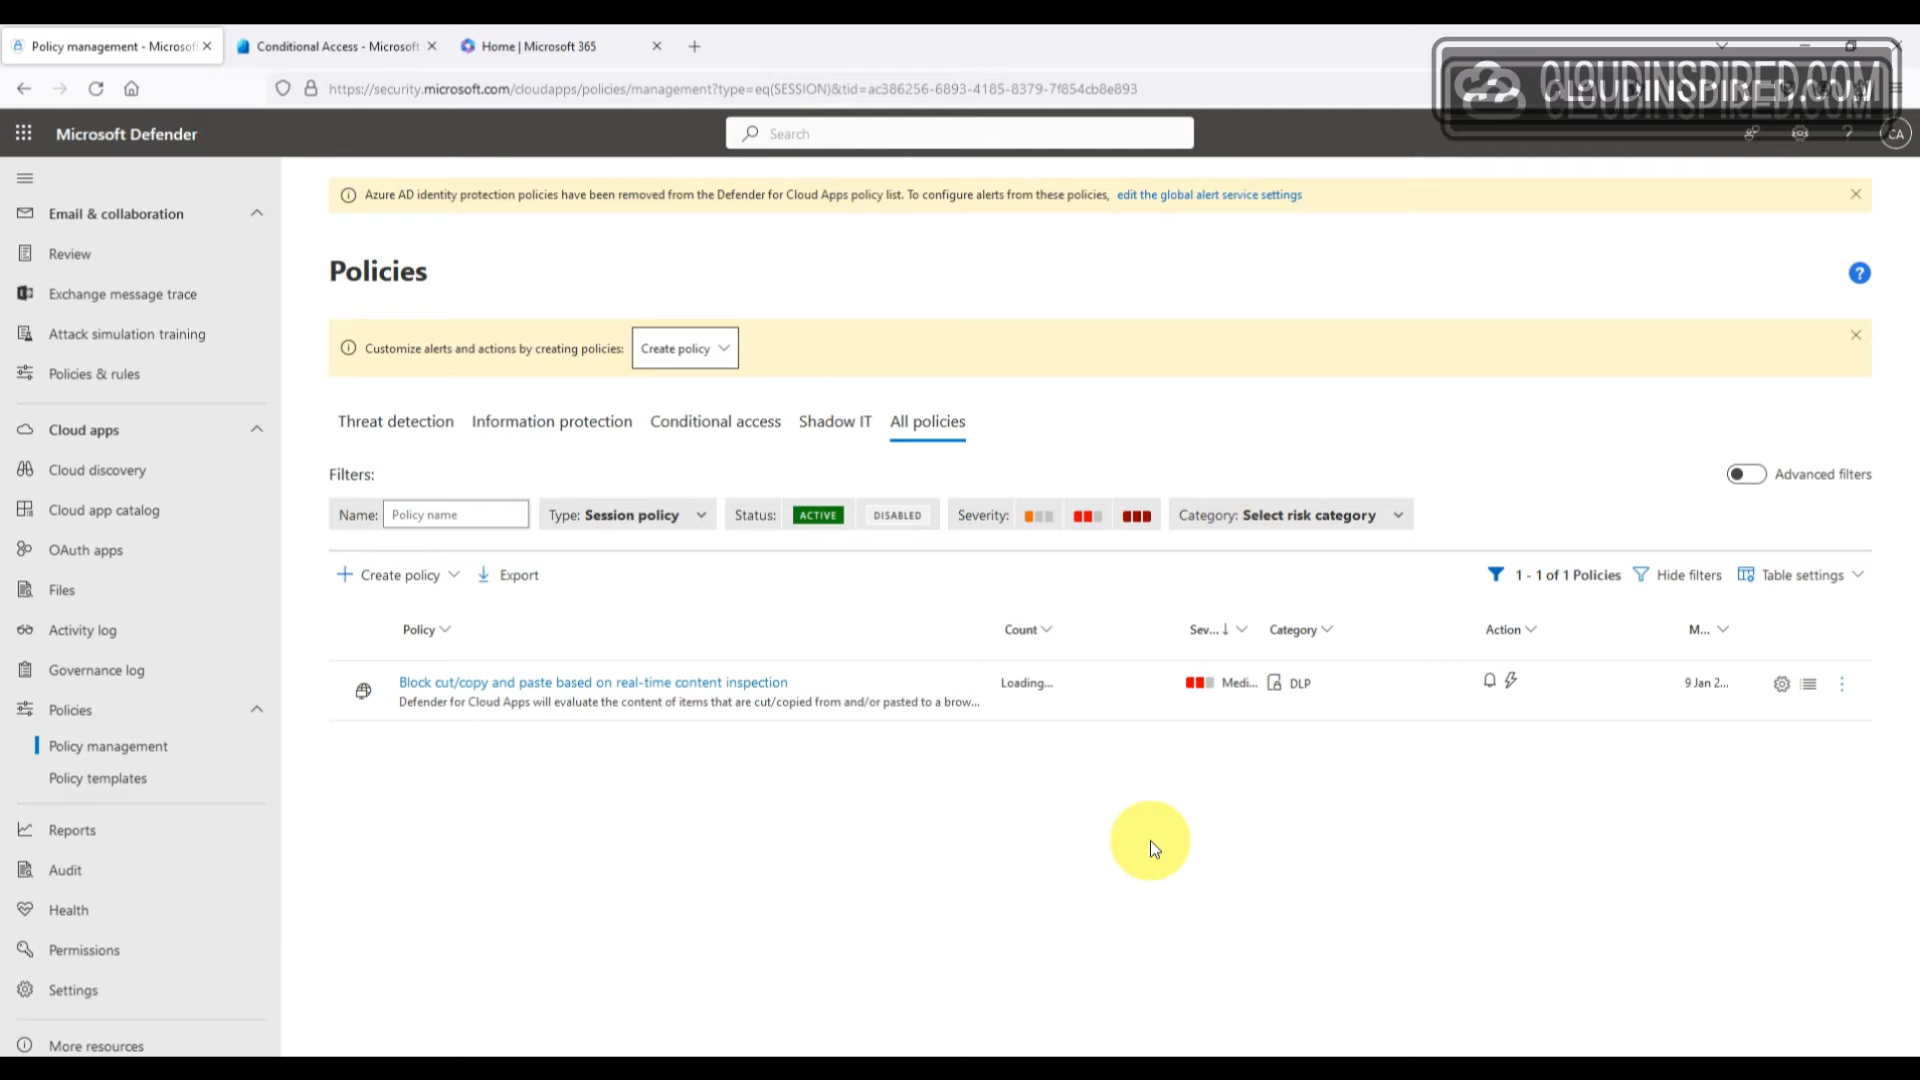 Policy management - Microsof
Conditional Access - Microsoft
Home | Microsoft 365
https://security.microsoft.com/cloudapps/policies/management?type=eq(SESSION)&tid=ac386256-6893-4185-8379-7f854cb8e893
CLOUDINSPIRED.COM
Microsoft Defender
Search
CA
Email & collaboration
Review
Exchange message trace
Attack simulation training
Policies & rules
Cloud apps
Cloud discovery
Cloud app catalog
OAuth apps
Files
Activity log
Governance log
Policies
Policy management
Policy templates
Reports
Audit
Health
Permissions
Settings
More resources
Azure AD identity protection policies have been removed from the Defender for Cloud Apps policy list. To configure alerts from these policies, edit the global alert service settings
Policies
Customize alerts and actions by creating policies: Create policy
Threat detection Information protection Conditional access Shadow IT All policies
Filters:
Advanced filters
Name: Policy name Type: Session policy Status: ACTIVE DISABLED Severity: Category: Select risk category
Create policy Export 1 - 1 of 1 Policies Hide filters Table settings
Policy Count Sev... Category Action M...
Block cut/copy and paste based on real-time content inspection Loading... Medi... DLP 9 Jan 2...
Defender for Cloud Apps will evaluate the content of items that are cut/copied from and/or pasted to a brow...